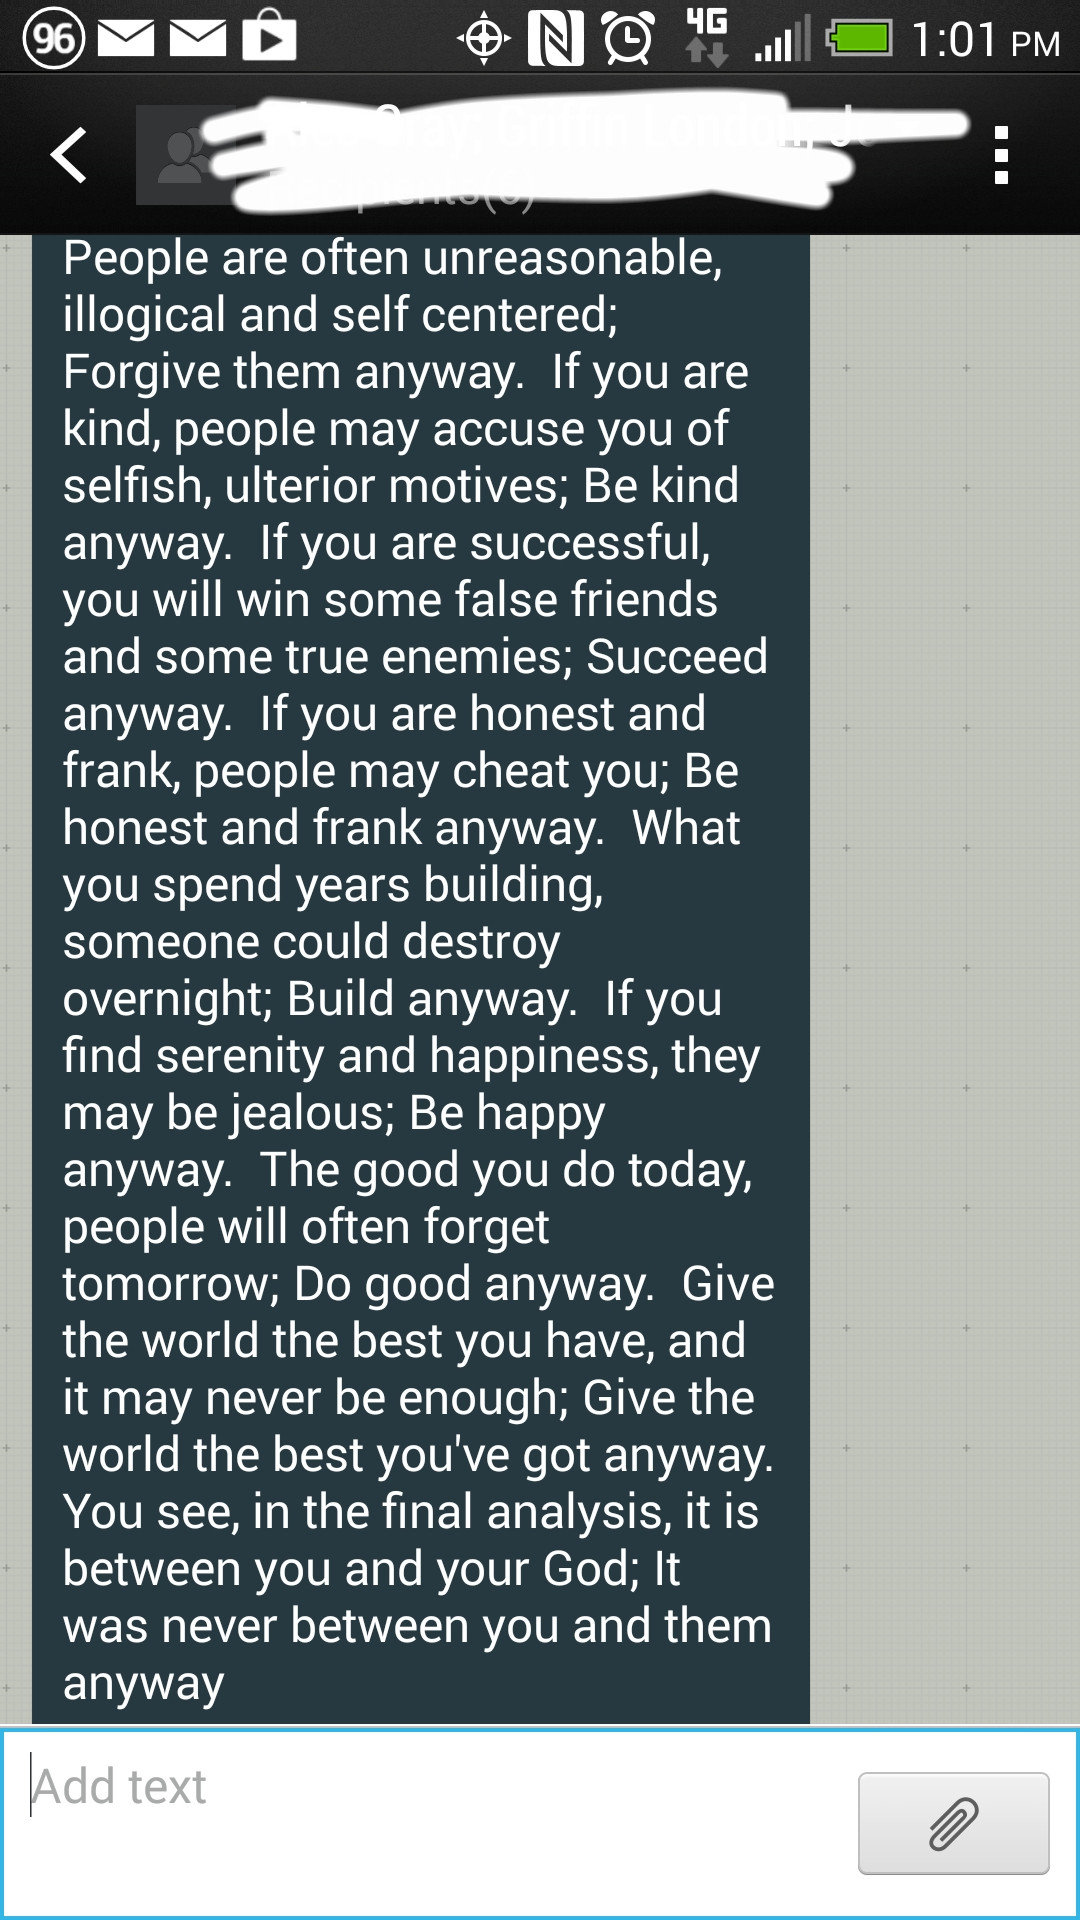 96
4G
1:01 PM
People are often unreasonable,
illogical and self centered;
Forgive them anyway.  If you are
kind, people may accuse you of
selfish, ulterior motives; Be kind
anyway.  If you are successful,
you will win some false friends
and some true enemies; Succeed
anyway.  If you are honest and
frank, people may cheat you; Be
honest and frank anyway.  What
you spend years building,
someone could destroy
overnight; Build anyway.  If you
find serenity and happiness, they
may be jealous; Be happy
anyway.  The good you do today,
people will often forget
tomorrow; Do good anyway.  Give
the world the best you have, and
it may never be enough; Give the
world the best you've got anyway.
You see, in the final analysis, it is
between you and your God; It
was never between you and them
anyway
Add text